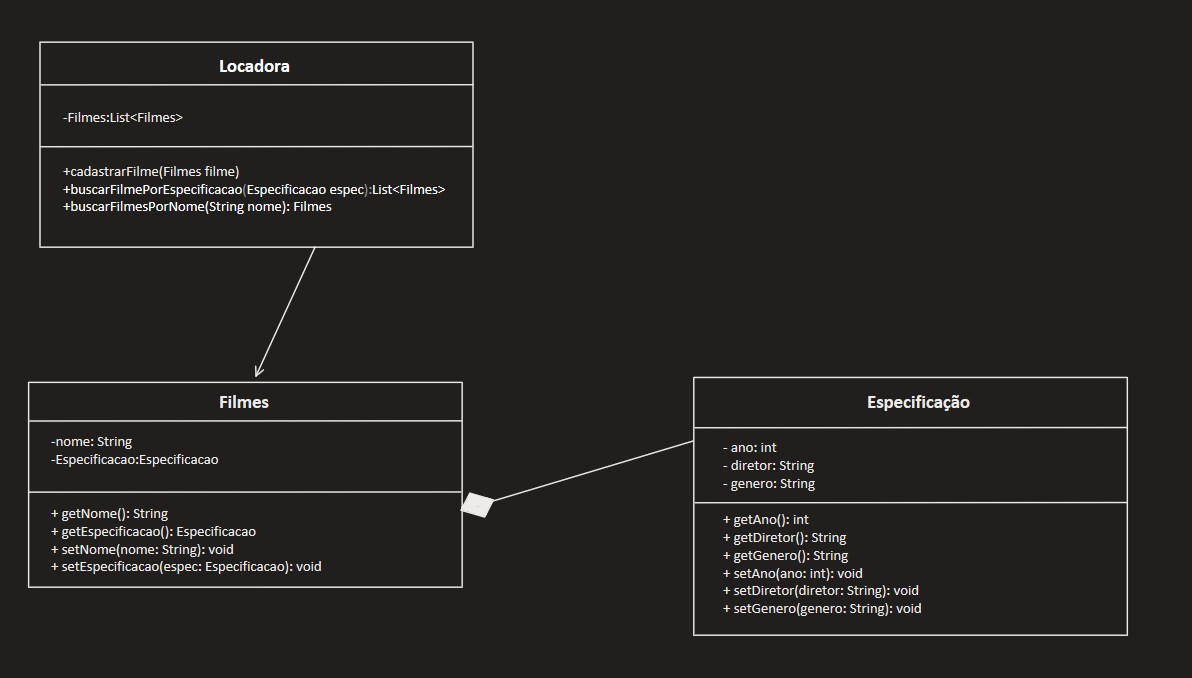 Locadora
-Filmes:List<Filmes>
+cadastrarFilme(Filmes filme)
+buscarFilmePorEspecificacao(Especificacao espec):List<Filmes>
+buscarFilmesPorNome(String nome): Filmes
Filmes
-nome: String
-Especificacao:Especificacao
+ getNome(): String
+ getEspecificacao(): Especificacao
+ setNome(nome: String): void
+ setEspecificacao(espec: Especificacao): void
Especificação
- ano: int
- diretor: String
- genero: String
+ getAno(): int
+ getDiretor(): String
+ getGenero(): String
+ setAno(ano: int): void
+ setDiretor(diretor: String): void
+ setGenero(genero: String): void